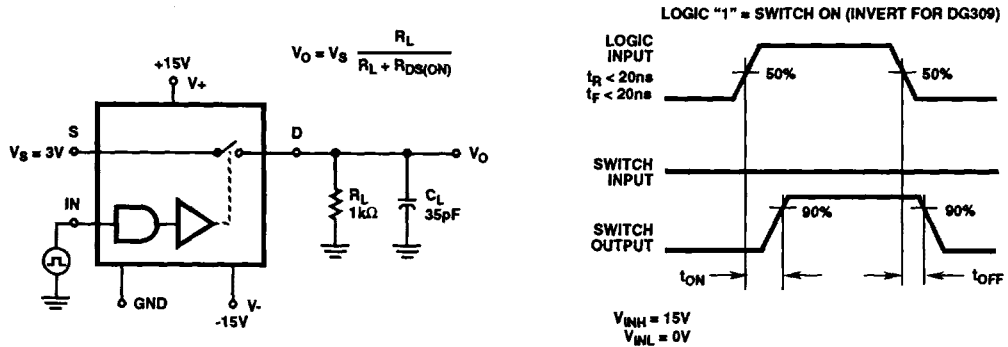 LOGIC “1” = SWITCH ON (INVERT FOR DG309)
V_O = V_S R_L / (R_L + R_DS(ON))
+15V
V+
S
V_S = 3V
D
V_O
IN
R_L
1kΩ
C_L
35pF
GND
V-
-15V
LOGIC
INPUT
t_R < 20ns
t_F < 20ns
50%
50%
SWITCH
INPUT
SWITCH
OUTPUT
90%
90%
t_ON
t_OFF
V_INH = 15V
V_INL = 0V